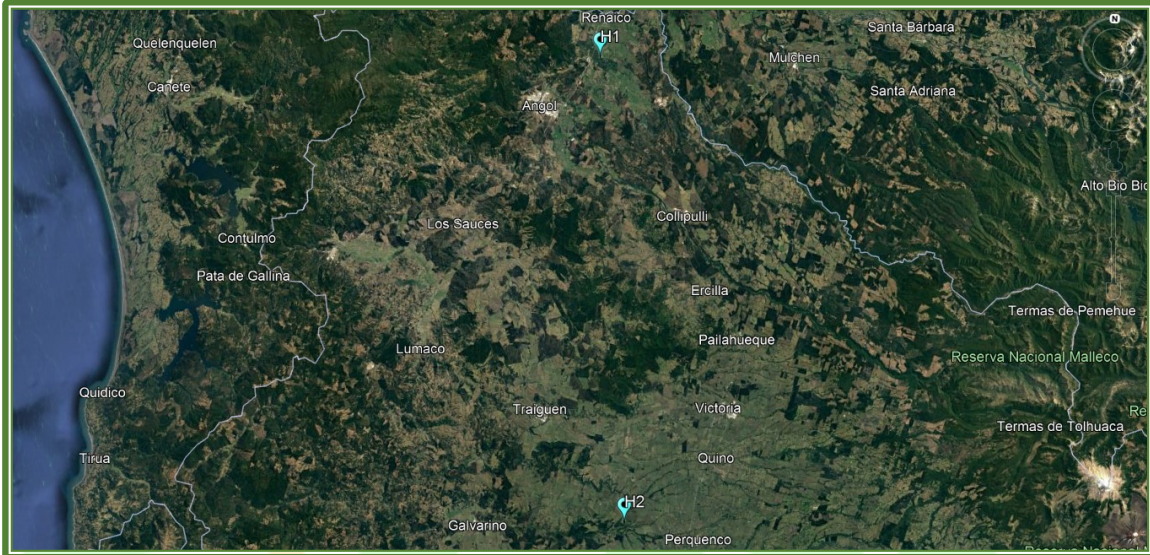 Renaico
Santa Bárbara
H1
Quelenquelen
Mulchen
Cañete
Santa Adriana
Angol
N
Alto Bio Bio
Collipulli
Los Sauces
Contulmo
Pata de Gallina
Ercilla
Termas de Pemehue
Pailahueque
Lumaco
Reserva Nacional Malleco
Quidico
Traiguen
Victoria
Re
Termas de Tolhuaca
Quino
Tirua
H2
Galvarino
Perquenco